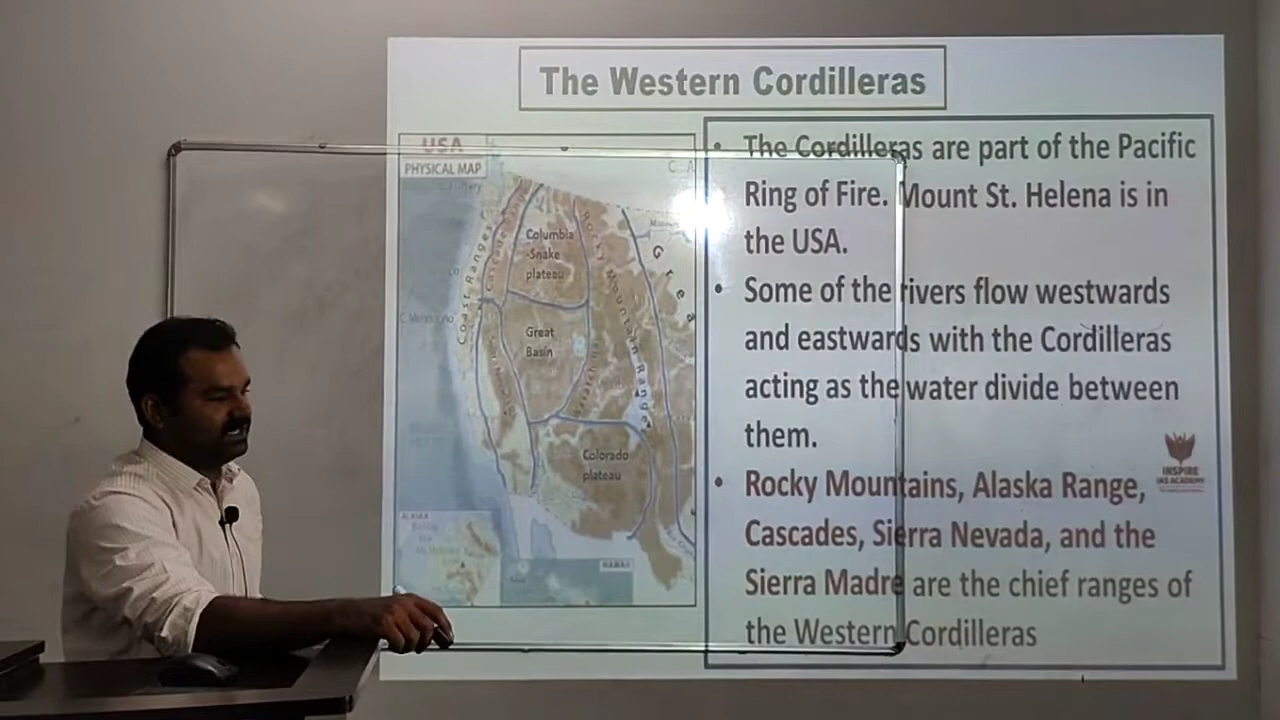 The Western Cordilleras
USA
PHYSICAL MAP
Coast Ranges
Cascade
Rocky Mountain Ranges
Columbia
-Snake
plateau
Great
Basin
Colorado
plateau
Grea
ALASKA
HAWAII
• The Cordilleras are part of the Pacific
Ring of Fire. Mount St. Helena is in
the USA.
• Some of the rivers flow westwards
and eastwards with the Cordilleras
acting as the water divide between
them.
• Rocky Mountains, Alaska Range,
Cascades, Sierra Nevada, and the
Sierra Madre are the chief ranges of
the Western Cordilleras
INSPIRE
IAS ACADEMY